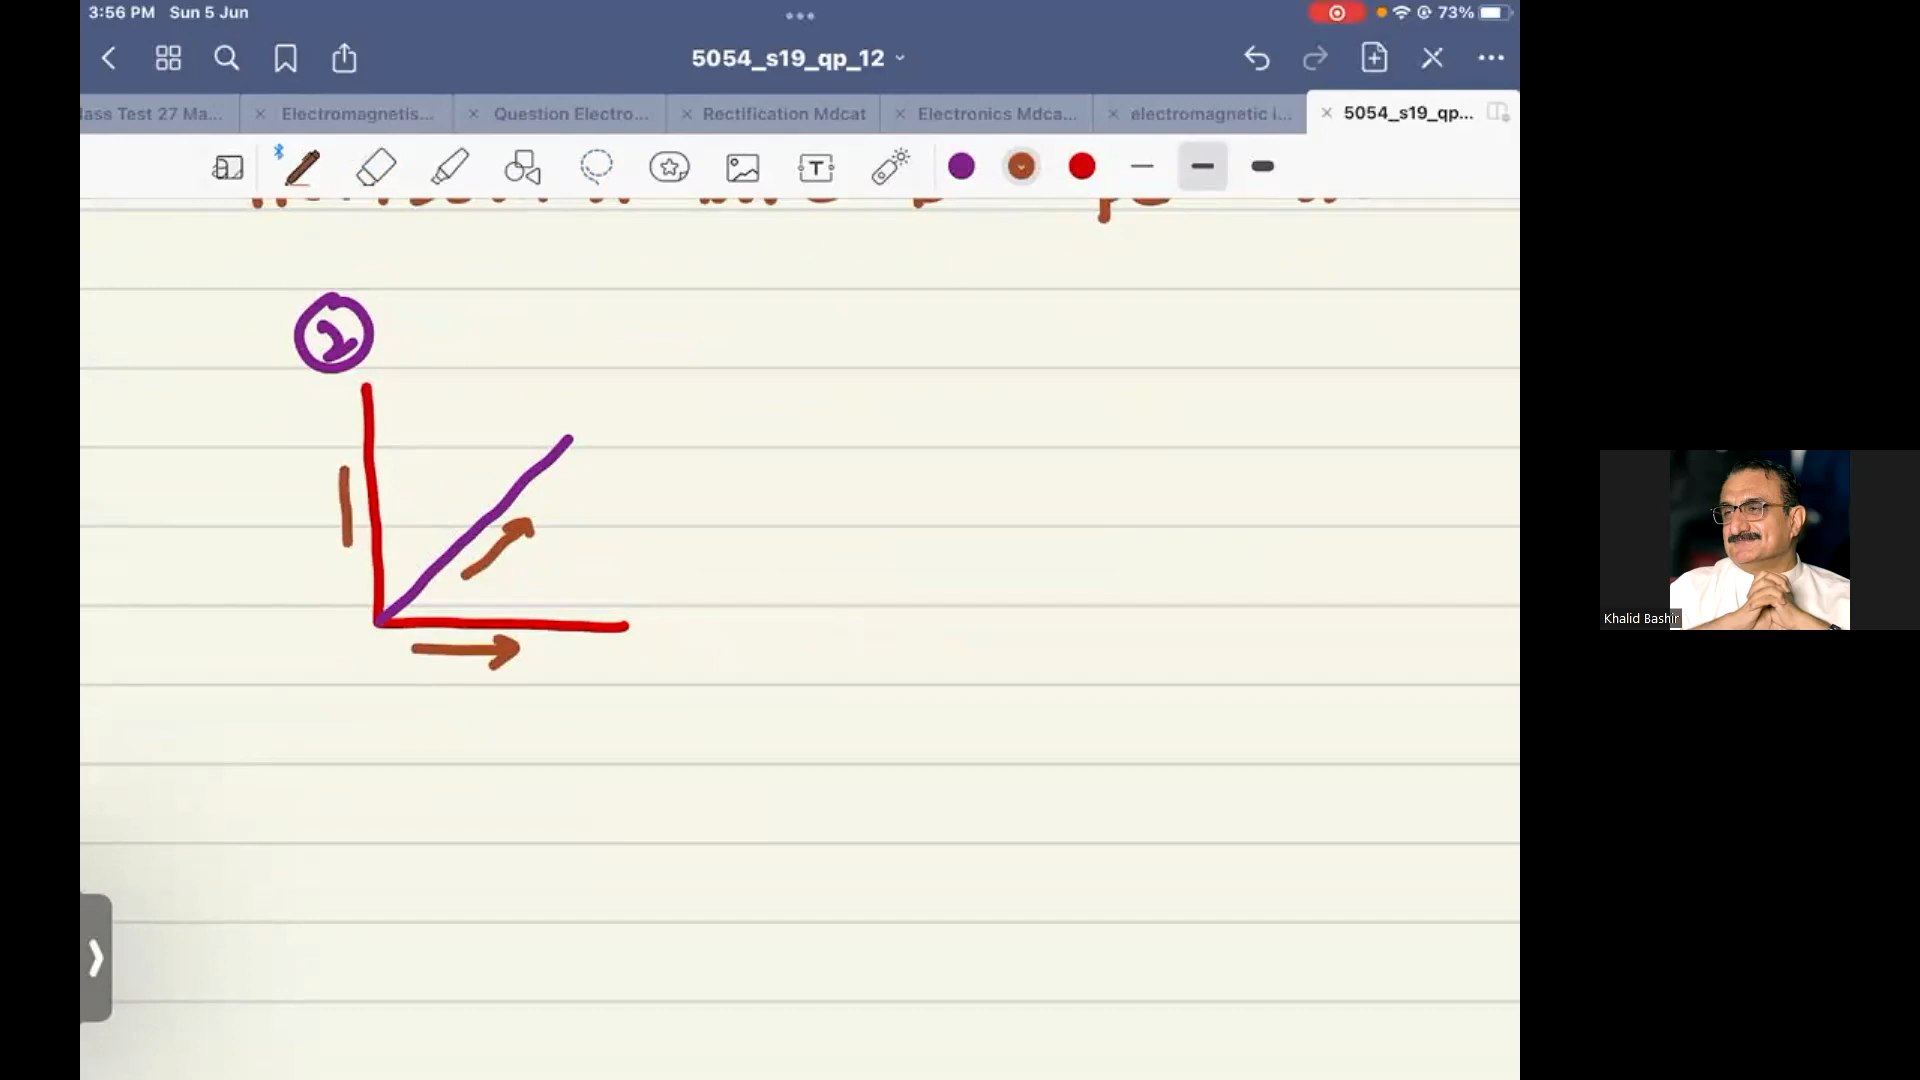 3:56 PM Sun 5 Jun
73%
5054_s19_qp_12
lass Test 27 Ma...
Electromagnetis...
Question Electro...
Rectification Mdcat
Electronics Mdca...
electromagnetic i...
5054_s19_qp...
T
2
Khalid Bashir